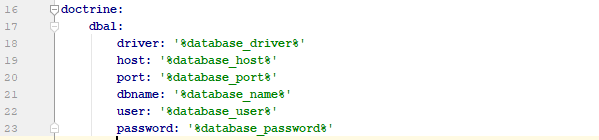 16 doctrine:
17     dbal:
18         driver: '%database_driver%'
19         host: '%database_host%'
20         port: '%database_port%'
21         dbname: '%database_name%'
22         user: '%database_user%'
23         password: '%database_password%'